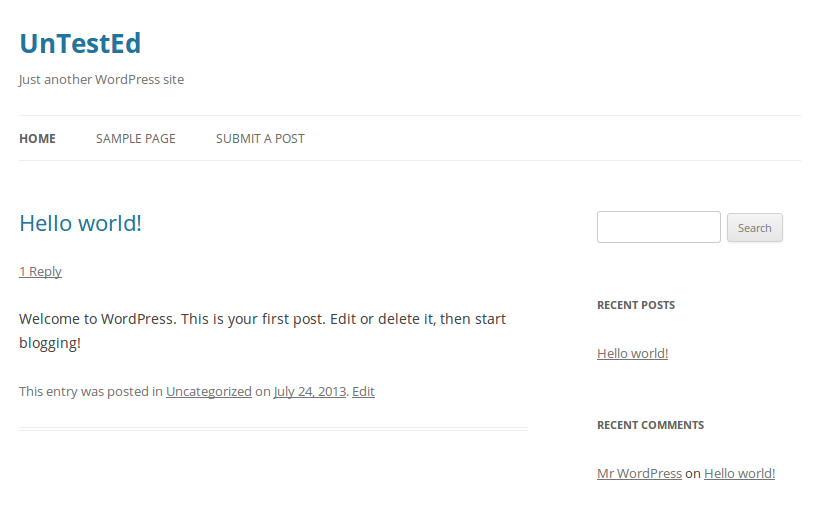 UnTestEd
Just another WordPress site
HOME SAMPLE PAGE SUBMIT A POST
Hello world!
1 Reply
Welcome to WordPress. This is your first post. Edit or delete it, then start
blogging!
This entry was posted in Uncategorized on July 24, 2013. Edit
Search
RECENT POSTS
Hello world!
RECENT COMMENTS
Mr WordPress on Hello world!